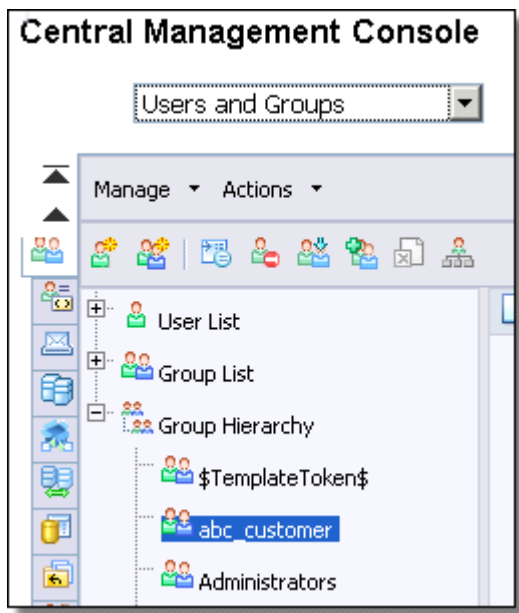 Central Management Console
Users and Groups
Manage Actions
User List
Group List
Group Hierarchy
$TemplateToken$
abc_customer
Administrators